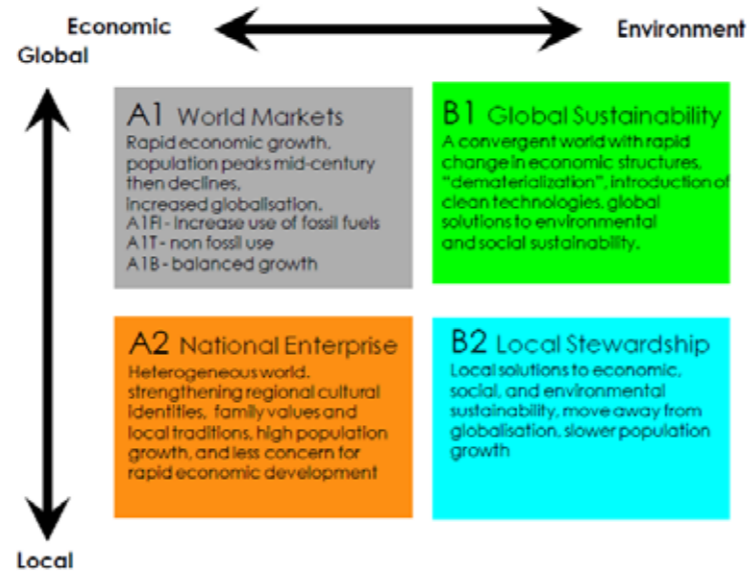 Economic
Environment
Global
A1 World Markets
Rapid economic growth,
population peaks mid-century
then declines,
increased globalisation.
A1FI - Increase use of fossil fuels
A1T - non fossil use
A1B - balanced growth
B1 Global Sustainability
A convergent world with rapid
change in economic structures,
"dematerialization", introduction of
clean technologies, global
solutions to environmental
and social sustainability.
A2 National Enterprise
Heterogeneous world.
strengthening regional cultural
identities, family values and
local traditions, high population
growth, and less concern for
rapid economic development
B2 Local Stewardship
Local solutions to economic,
social, and environmental
sustainability, move away from
globalisation, slower population
growth
Local